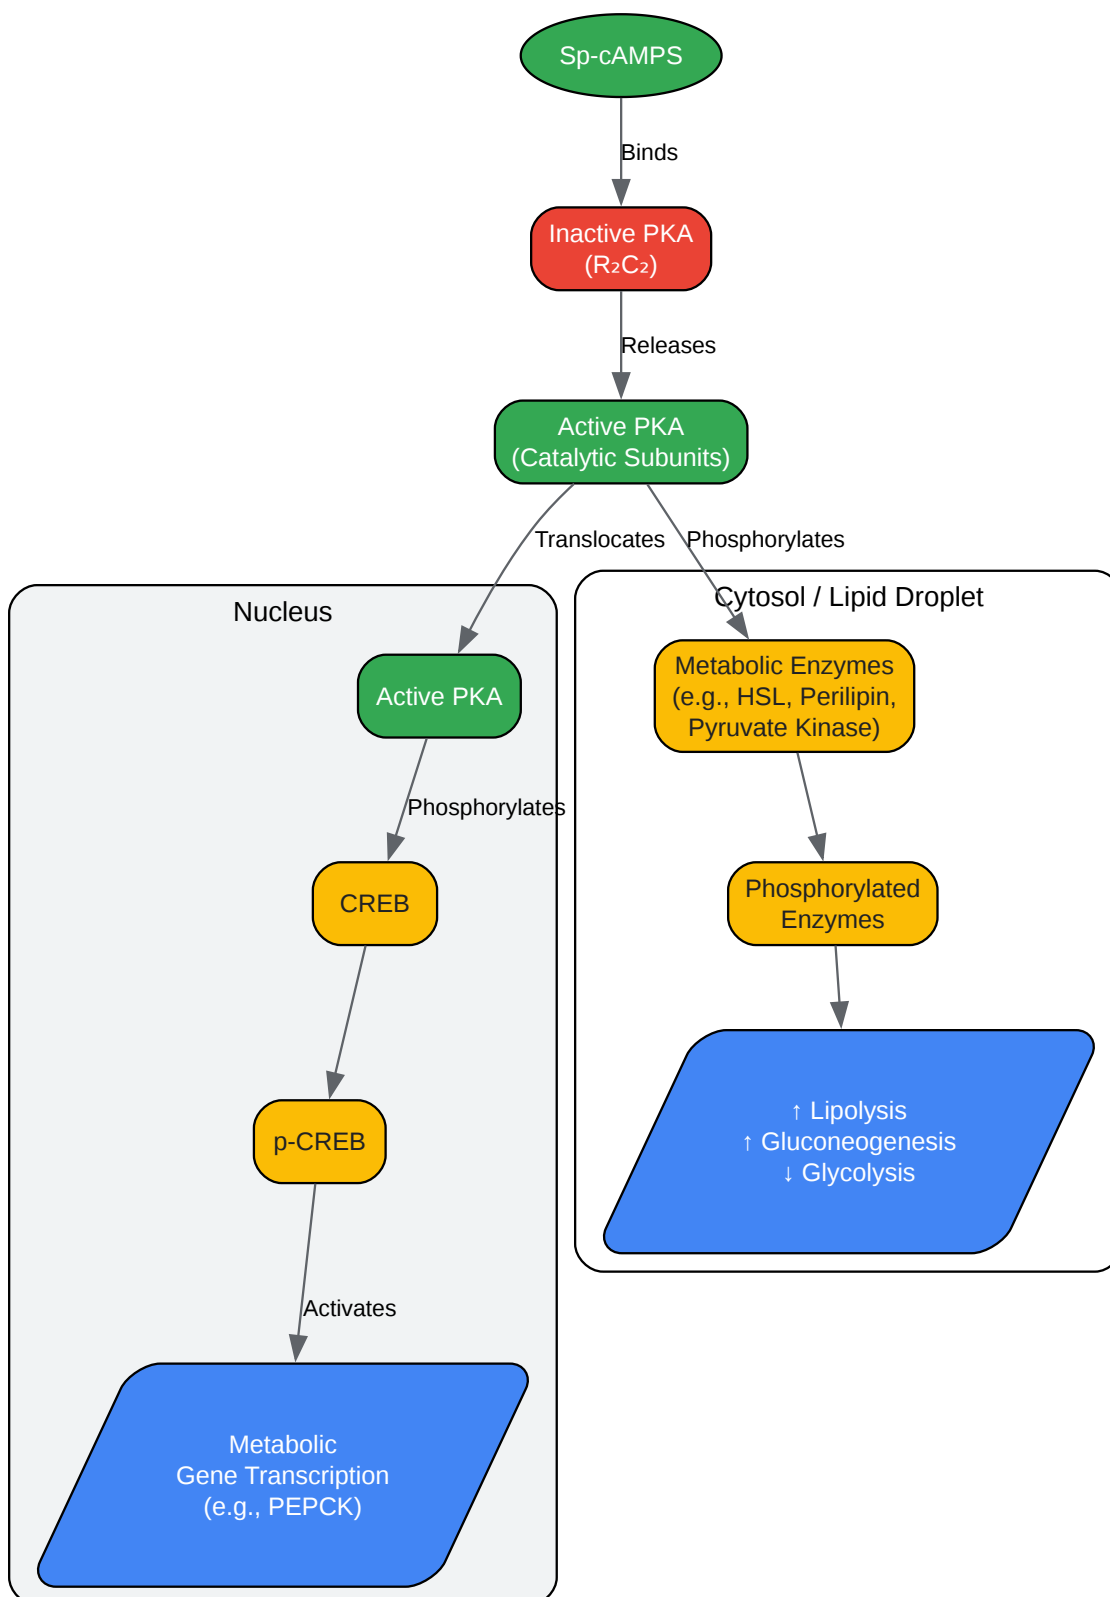 Sp-cAMPS
Binds
Inactive PKA
(R₂C₂)
Releases
Active PKA
(Catalytic Subunits)
Translocates
Phosphorylates
Nucleus
Active PKA
Phosphorylates
CREB
p-CREB
Activates
Metabolic
Gene Transcription
(e.g., PEPCK)
Cytosol / Lipid Droplet
Metabolic Enzymes
(e.g., HSL, Perilipin,
Pyruvate Kinase)
Phosphorylated
Enzymes
↑ Lipolysis
↑ Gluconeogenesis
↓ Glycolysis